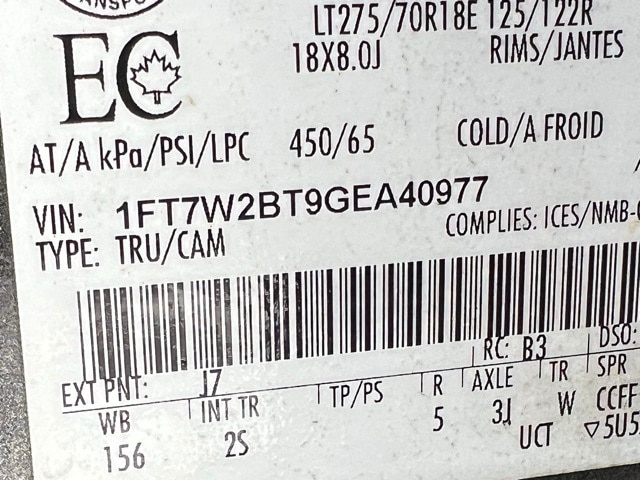 ANSPO
LT275/70R18E 125/122R
EC 18X8.0J RIMS/JANTES
AT/A kPa/PSI/LPC 450/65 COLD/A FROID
VIN: 1FT7W2BT9GEA40977
TYPE: TRU/CAM COMPLIES: ICES/NMB-
RC: B3 DSO:
EXT PNT: J7
WB INT TR TP/PS R AXLE TR SPR
156 2S 5 3J W CCFF
UCT ▽5U5